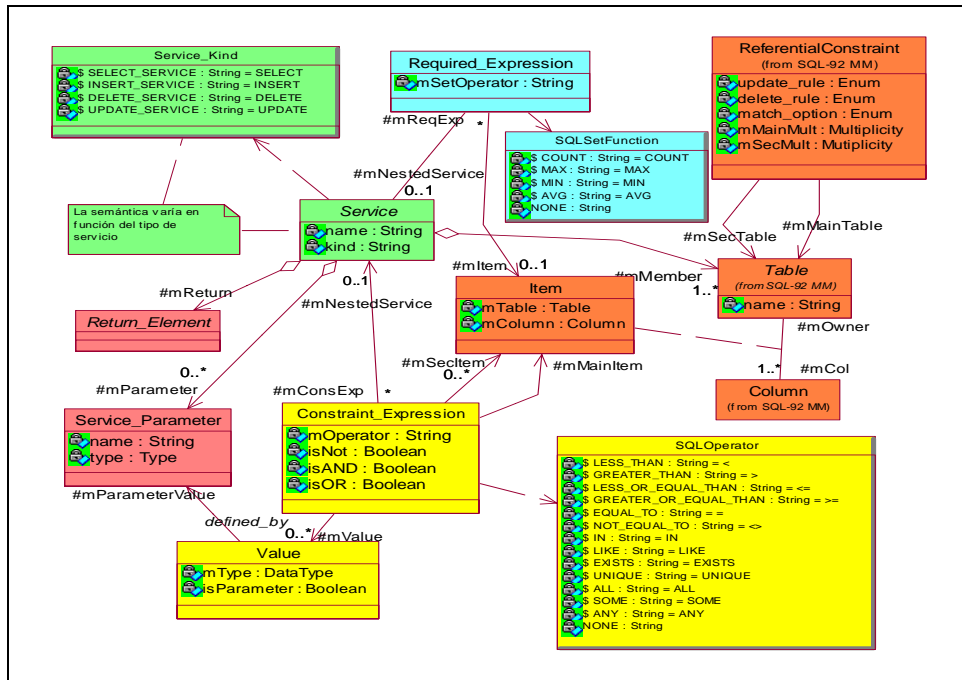 Service_Kind
$ SELECT_SERVICE : String = SELECT
$ INSERT_SERVICE : String = INSERT
$ DELETE_SERVICE : String = DELETE
$ UPDATE_SERVICE : String = UPDATE
Required_Expression
mSetOperator : String
ReferentialConstraint
(from SQL-92 MM)
update_rule : Enum
delete_rule : Enum
match_option : Enum
mMainMult : Multiplicity
mSecMult : Mutiplicity
#mReqExp
*
SQLSetFunction
$ COUNT : String = COUNT
$ MAX : String = MAX
$ MIN : String = MIN
$ AVG : String = AVG
NONE : String
#mNestedService
0..1
La semántica varía en
función del tipo de
servicio
Service
name : String
kind : String
#mSecTable
#mMainTable
#mItem
0..1
#mMember
1..*
Table
(from SQL-92 MM)
name : String
#mReturn
0..1
#mNestedService
Item
mTable : Table
mColumn : Column
Return_Element
#mOwner
#mSecItem
0..*
#mMainItem
0..*
#mParameter
#mConsExp
*
1..*
#mCol
Column
(from SQL-92 MM)
Service_Parameter
name : String
type : Type
Constraint_Expression
mOperator : String
isNot : Boolean
isAND : Boolean
isOR : Boolean
SQLOperator
$ LESS_THAN : String = <
$ GREATER_THAN : String = >
$ LESS_OR_EQUAL_THAN : String = <=
$ GREATER_OR_EQUAL_THAN : String = >=
$ EQUAL_TO : String = =
$ NOT_EQUAL_TO : String = <>
$ IN : String = IN
$ LIKE : String = LIKE
$ EXISTS : String = EXISTS
$ UNIQUE : String = UNIQUE
$ ALL : String = ALL
$ SOME : String = SOME
$ ANY : String = ANY
NONE : String
#mParameterValue
defined_by
0..*
#mValue
Value
mType : DataType
isParameter : Boolean